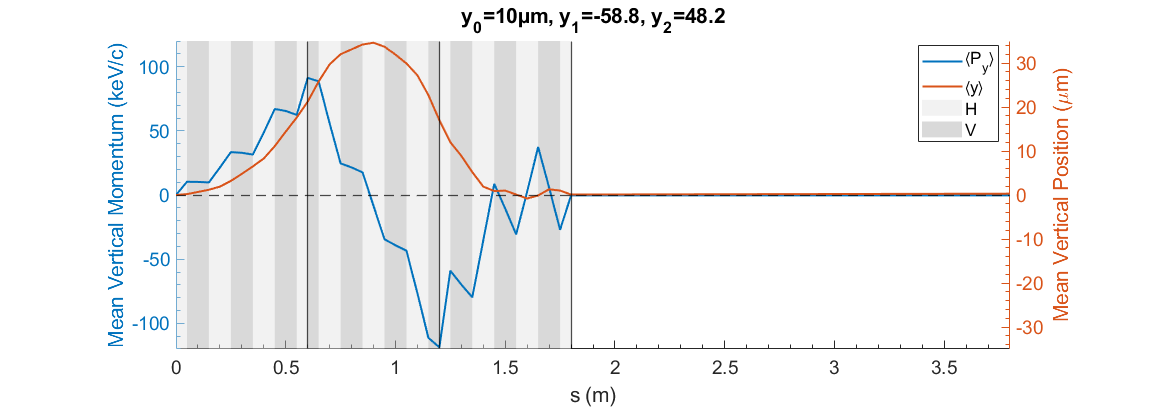 y₀=10µm, y₁=-58.8, y₂=48.2
Mean Vertical Momentum (keV/c)
100
50
0
-50
-100
⟨P_y⟩
⟨y⟩
H
V
30
20
10
0
-10
-20
-30
Mean Vertical Position (µm)
0 0.5 1 1.5 2 2.5 3 3.5
s (m)